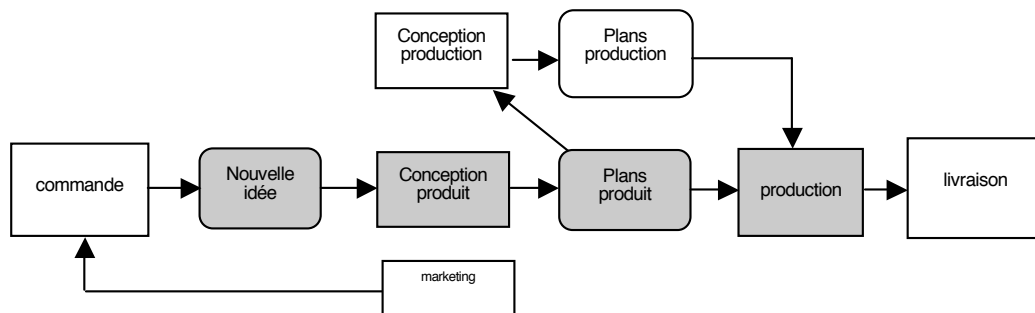 Conception
production
Plans
production
commande
Nouvelle
idée
Conception
produit
Plans
produit
production
livraison
marketing